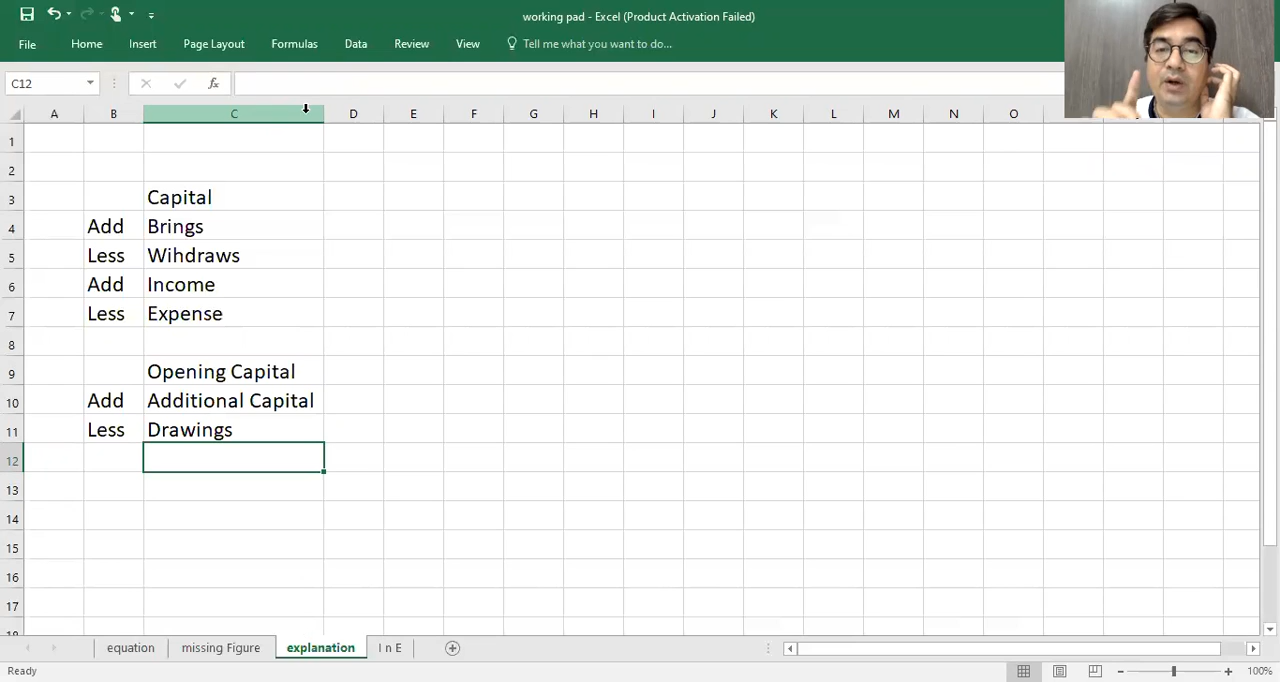 working pad - Excel (Product Activation Failed)
File Home Insert Page Layout Formulas Data Review View Tell me what you want to do...
C12 fx
A B C D E F G H I J K L M N O
1
2
3 Capital
4 Add Brings
5 Less Wihdraws
6 Add Income
7 Less Expense
8
9 Opening Capital
10 Add Additional Capital
11 Less Drawings
12
13
14
15
16
17
18
equation missing Figure explanation I n E
Ready 100%